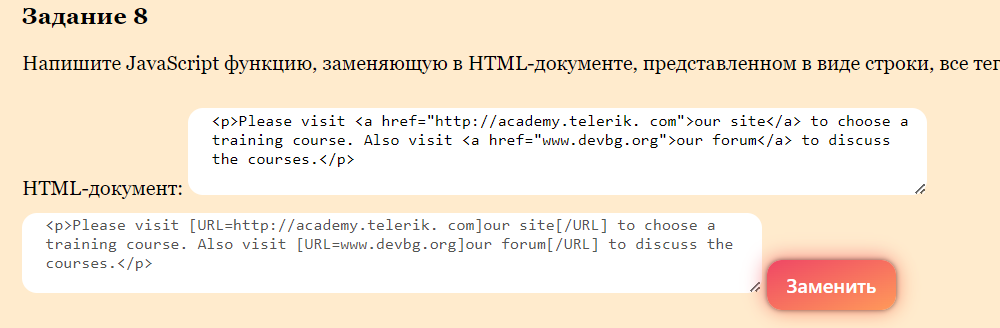 Задание 8
Напишите JavaScript функцию, заменяющую в HTML-документе, представленном в виде строки, все
<p>Please visit <a href="http://academy.telerik. com">our site</a> to choose a
training course. Also visit <a href="www.devbg.org">our forum</a> to discuss
the courses.</p>
HTML-документ:
<p>Please visit [URL=http://academy.telerik. com]our site[/URL] to choose a
training course. Also visit [URL=www.devbg.org]our forum[/URL] to discuss the
courses.</p>
Заменить